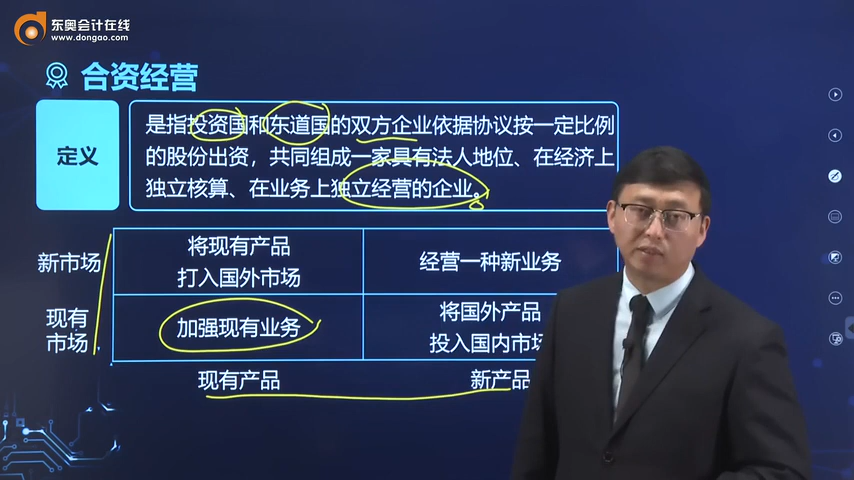 东奥会计在线
www.dongao.com
合资经营
定义
是指投资国和东道国的双方企业依据协议按一定比例
的股份出资，共同组成一家具有法人地位、在经济上
独立核算、在业务上独立经营的企业。
新市场
将现有产品
打入国外市场
经营一种新业务
现有
市场
加强现有业务
将国外产品
投入国内市场
现有产品
新产品